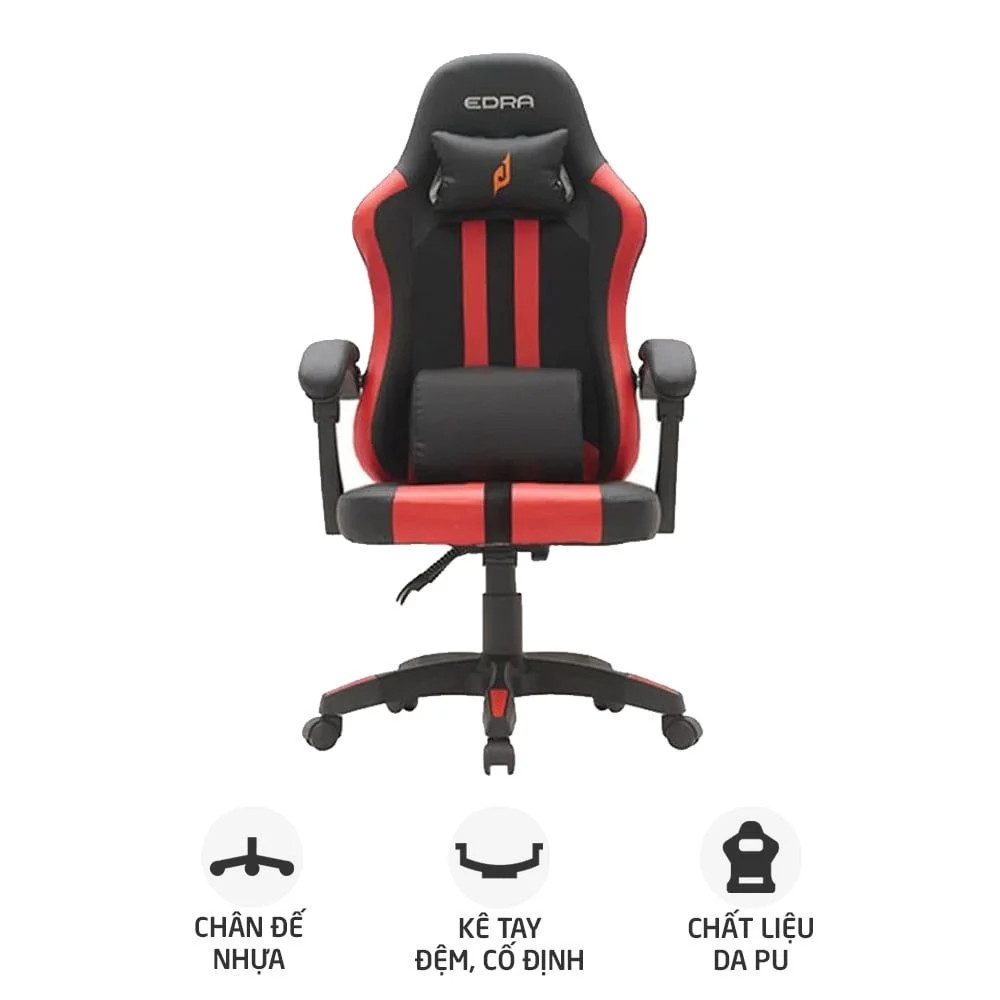 EDRA
CHÂN ĐẾ
NHỰA
KÊ TAY
ĐỆM, CỐ ĐỊNH
CHẤT LIỆU
DA PU